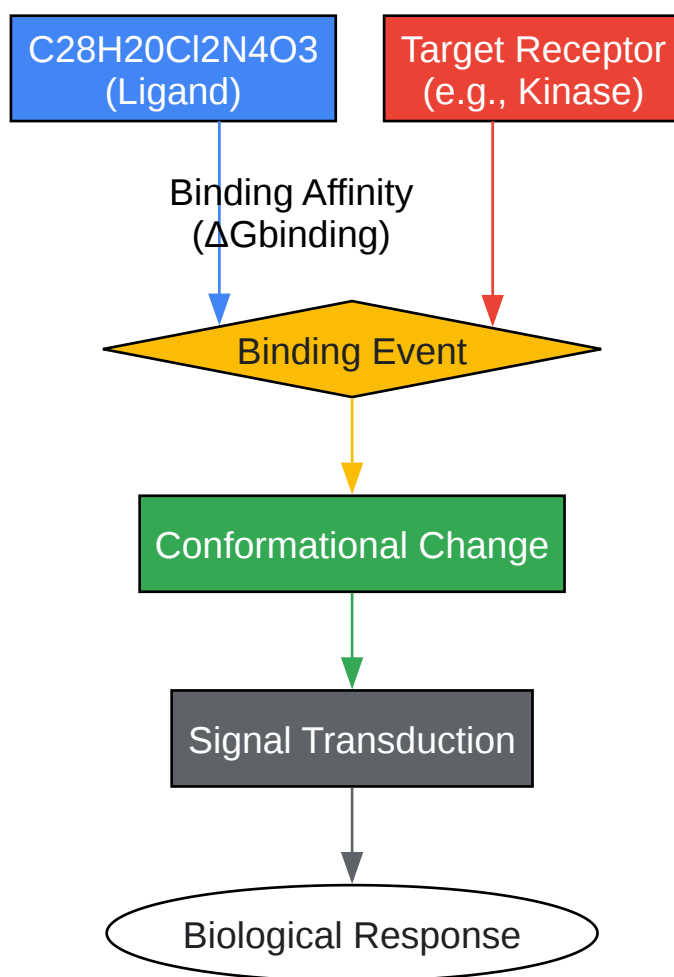 C28H20Cl2N4O3
(Ligand)
Target Receptor
(e.g., Kinase)
Binding Affinity
(ΔGbinding)
Binding Event
Conformational Change
Signal Transduction
Biological Response